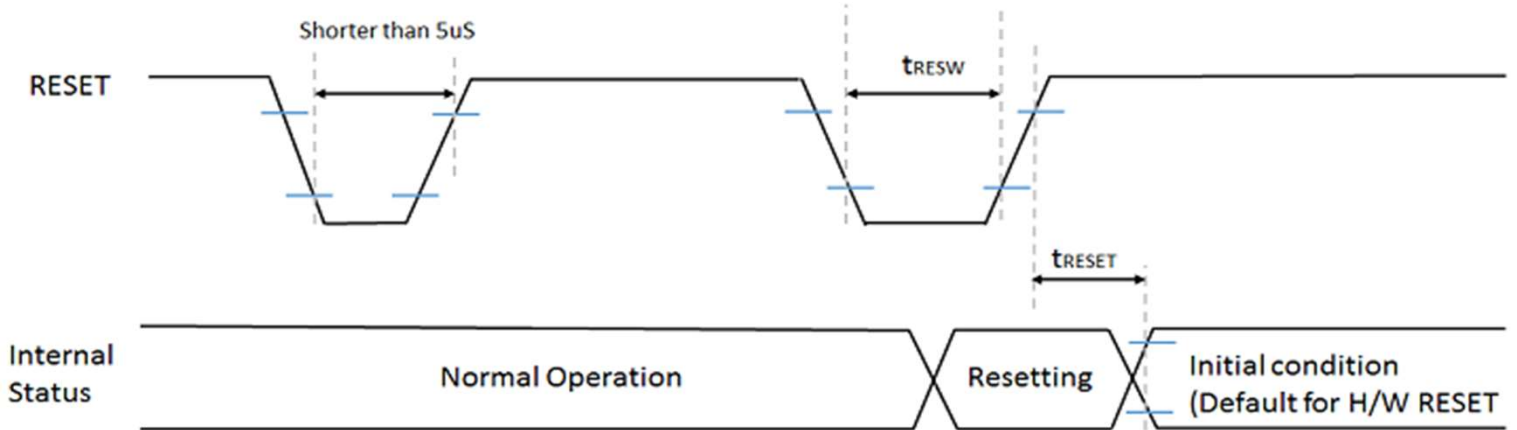 Shorter than 5uS
RESET
tRESW
tRESET
Internal
Status
Normal Operation
Resetting
Initial condition
(Default for H/W RESET